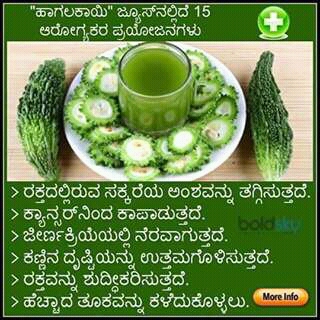 "ಹಾಗಲಕಾಯಿ" ಜ್ಯೂಸ್‌ನಲ್ಲಿದೆ 15
ಆರೋಗ್ಯಕರ ಪ್ರಯೋಜನಗಳು
> ರಕ್ತದಲ್ಲಿರುವ ಸಕ್ಕರೆಯ ಅಂಶವನ್ನು ತಗ್ಗಿಸುತ್ತದೆ.
> ಕ್ಯಾನ್ಸರ್‌ನಿಂದ ಕಾಪಾಡುತ್ತದೆ.
boldsky
> ಜೀರ್ಣಕ್ರಿಯೆಯಲ್ಲಿ ನೆರವಾಗುತ್ತದೆ.
> ಕಣ್ಣಿನ ದೃಷ್ಟಿಯನ್ನು ಉತ್ತಮಗೊಳಿಸುತ್ತದೆ.
> ರಕ್ತವನ್ನು ಶುದ್ಧೀಕರಿಸುತ್ತದೆ.
> ಹೆಚ್ಚಾದ ತೂಕವನ್ನು ಕಳೆದುಕೊಳ್ಳಲು.
More Info